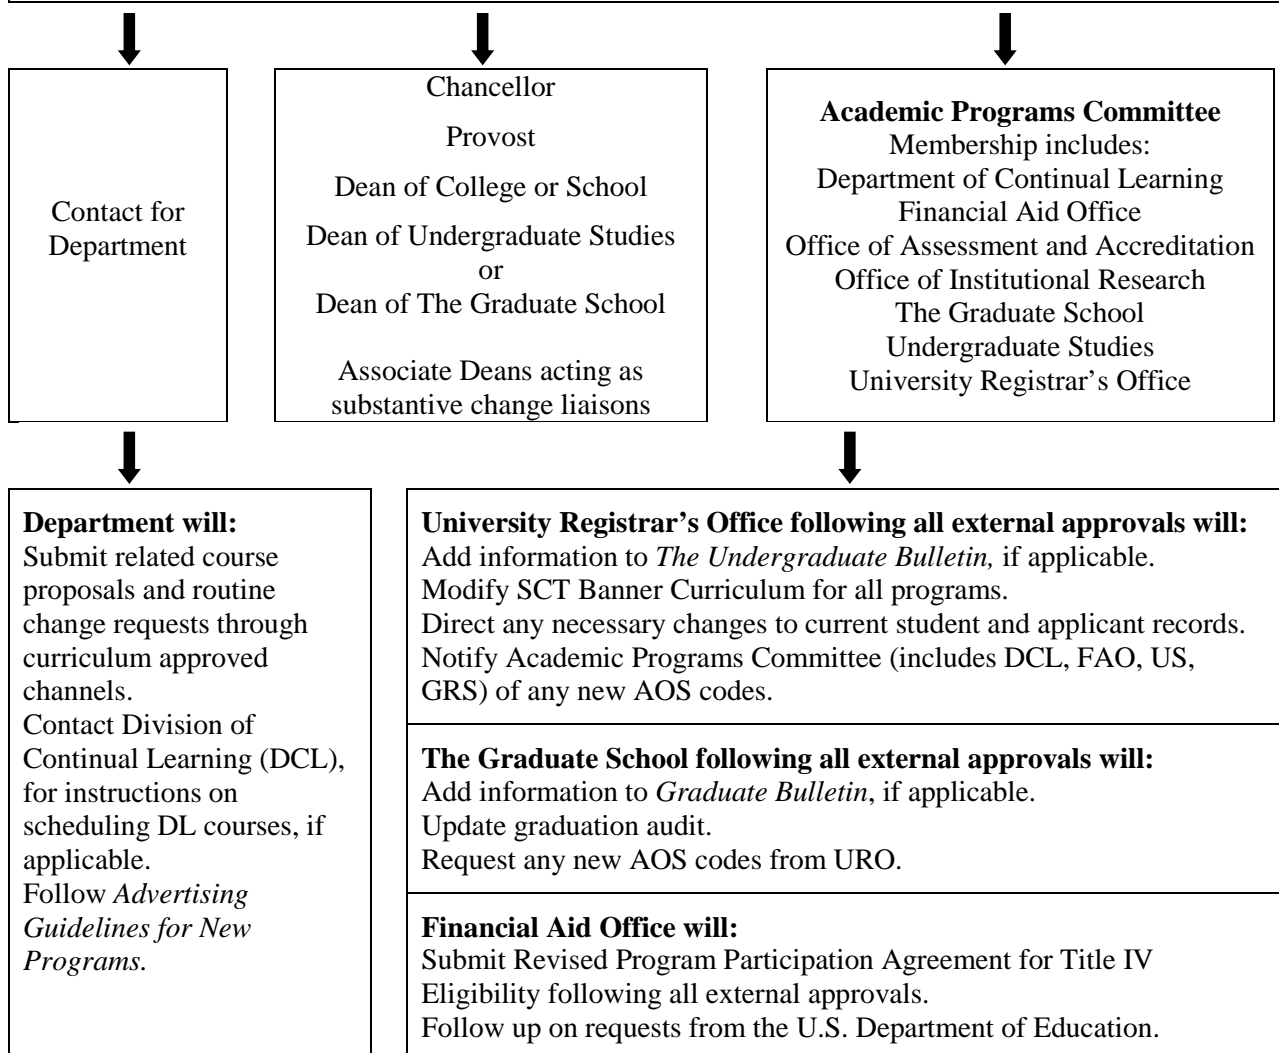 Contact for
Department
Chancellor
Provost
Dean of College or School
Dean of Undergraduate Studies
or
Dean of The Graduate School
Associate Deans acting as
substantive change liaisons
Academic Programs Committee
Membership includes:
Department of Continual Learning
Financial Aid Office
Office of Assessment and Accreditation
Office of Institutional Research
The Graduate School
Undergraduate Studies
University Registrar’s Office
Department will:
Submit related course
proposals and routine
change requests through
curriculum approved
channels.
Contact Division of
Continual Learning (DCL),
for instructions on
scheduling DL courses, if
applicable.
Follow Advertising
Guidelines for New
Programs.
University Registrar’s Office following all external approvals will:
Add information to The Undergraduate Bulletin, if applicable.
Modify SCT Banner Curriculum for all programs.
Direct any necessary changes to current student and applicant records.
Notify Academic Programs Committee (includes DCL, FAO, US,
GRS) of any new AOS codes.
The Graduate School following all external approvals will:
Add information to Graduate Bulletin, if applicable.
Update graduation audit.
Request any new AOS codes from URO.
Financial Aid Office will:
Submit Revised Program Participation Agreement for Title IV
Eligibility following all external approvals.
Follow up on requests from the U.S. Department of Education.